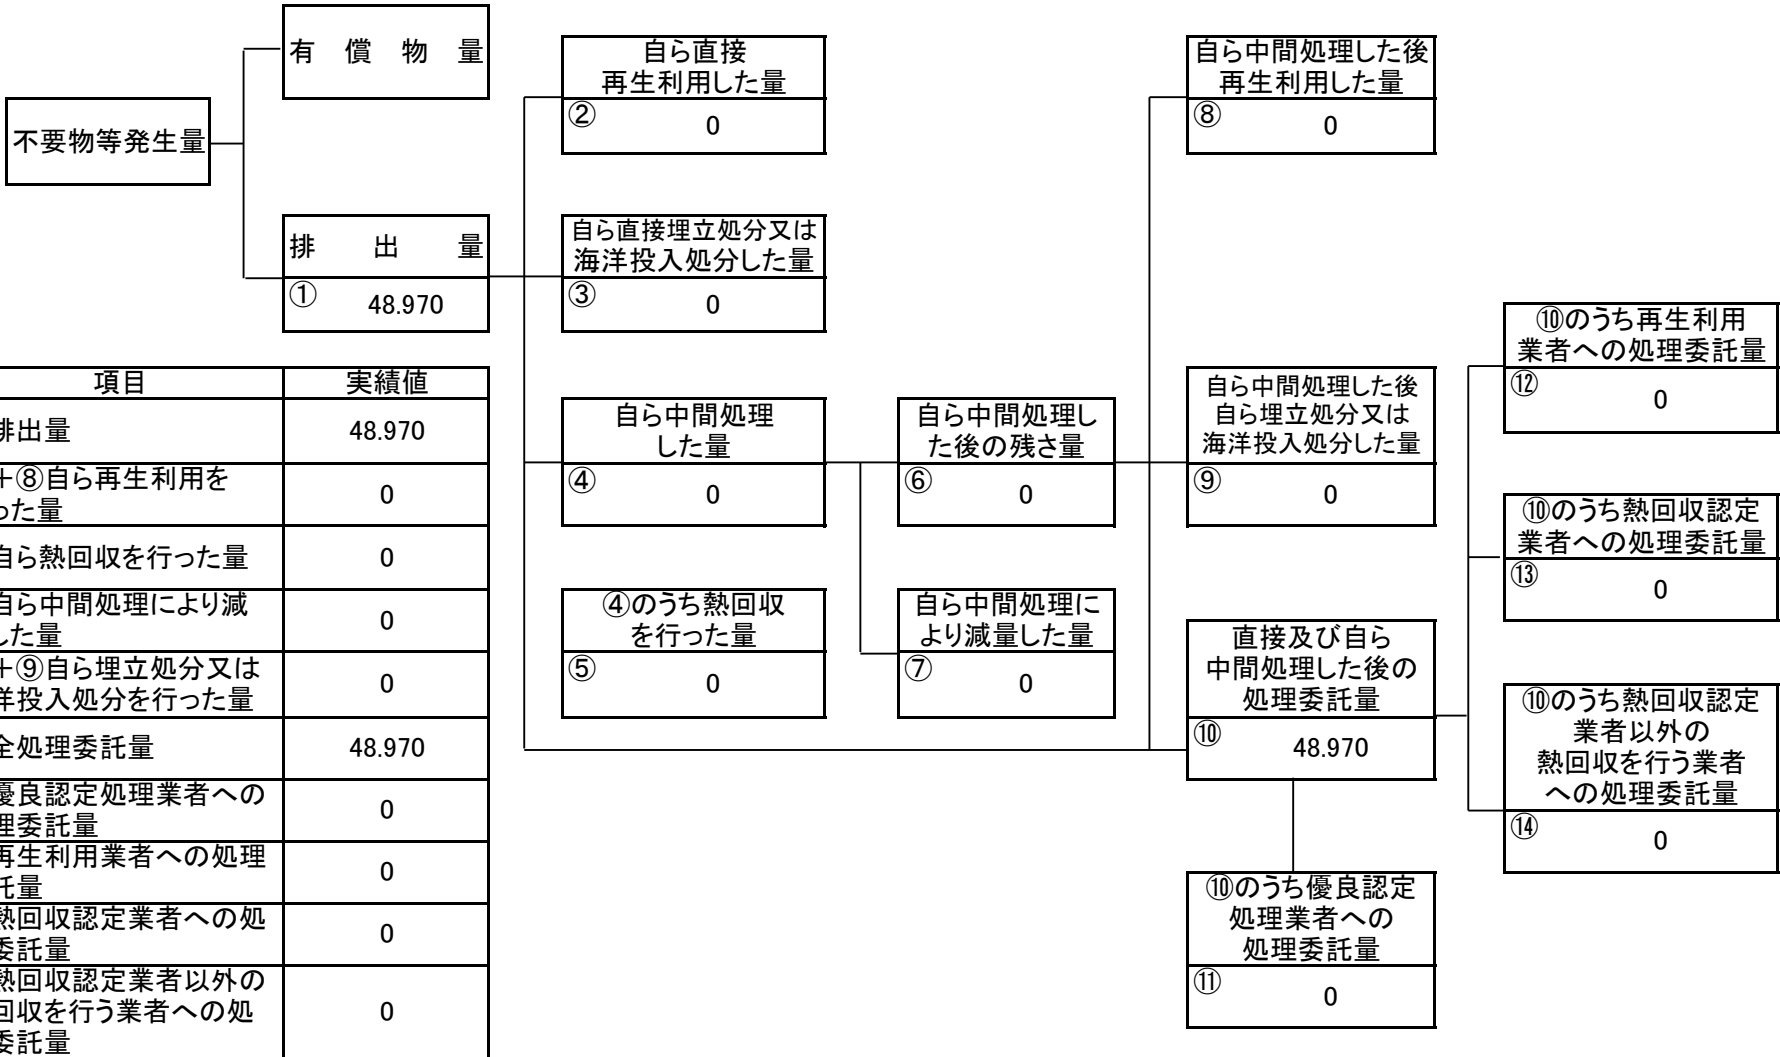 有償物量
不要物等発生量
排出量
① 48.970
自ら直接
再生利用した量
② 0
自ら直接埋立処分又は
海洋投入処分した量
③ 0
自ら中間処理
した量
④ 0
④のうち熱回収
を行った量
⑤ 0
自ら中間処理し
た後の残さ量
⑥ 0
自ら中間処理に
より減量した量
⑦ 0
自ら中間処理した後
再生利用した量
⑧ 0
自ら中間処理した後
自ら埋立処分又は
海洋投入処分した量
⑨ 0
直接及び自ら
中間処理した後の
処理委託量
⑩ 48.970
⑩のうち優良認定
処理業者への
処理委託量
⑪ 0
⑩のうち再生利用
業者への処理委託量
⑫ 0
⑩のうち熱回収認定
業者への処理委託量
⑬ 0
⑩のうち熱回収認定
業者以外の
熱回収を行う業者
への処理委託量
⑭ 0
項目 実績値
排出量 48.970
+⑧自ら再生利用を
った量 0
自ら熱回収を行った量 0
自ら中間処理により減
した量 0
+⑨自ら埋立処分又は
洋投入処分を行った量 0
全処理委託量 48.970
優良認定処理業者への
理委託量 0
再生利用業者への処理
託量 0
熱回収認定業者への処
委託量 0
熱回収認定業者以外の
回収を行う業者への処
委託量 0